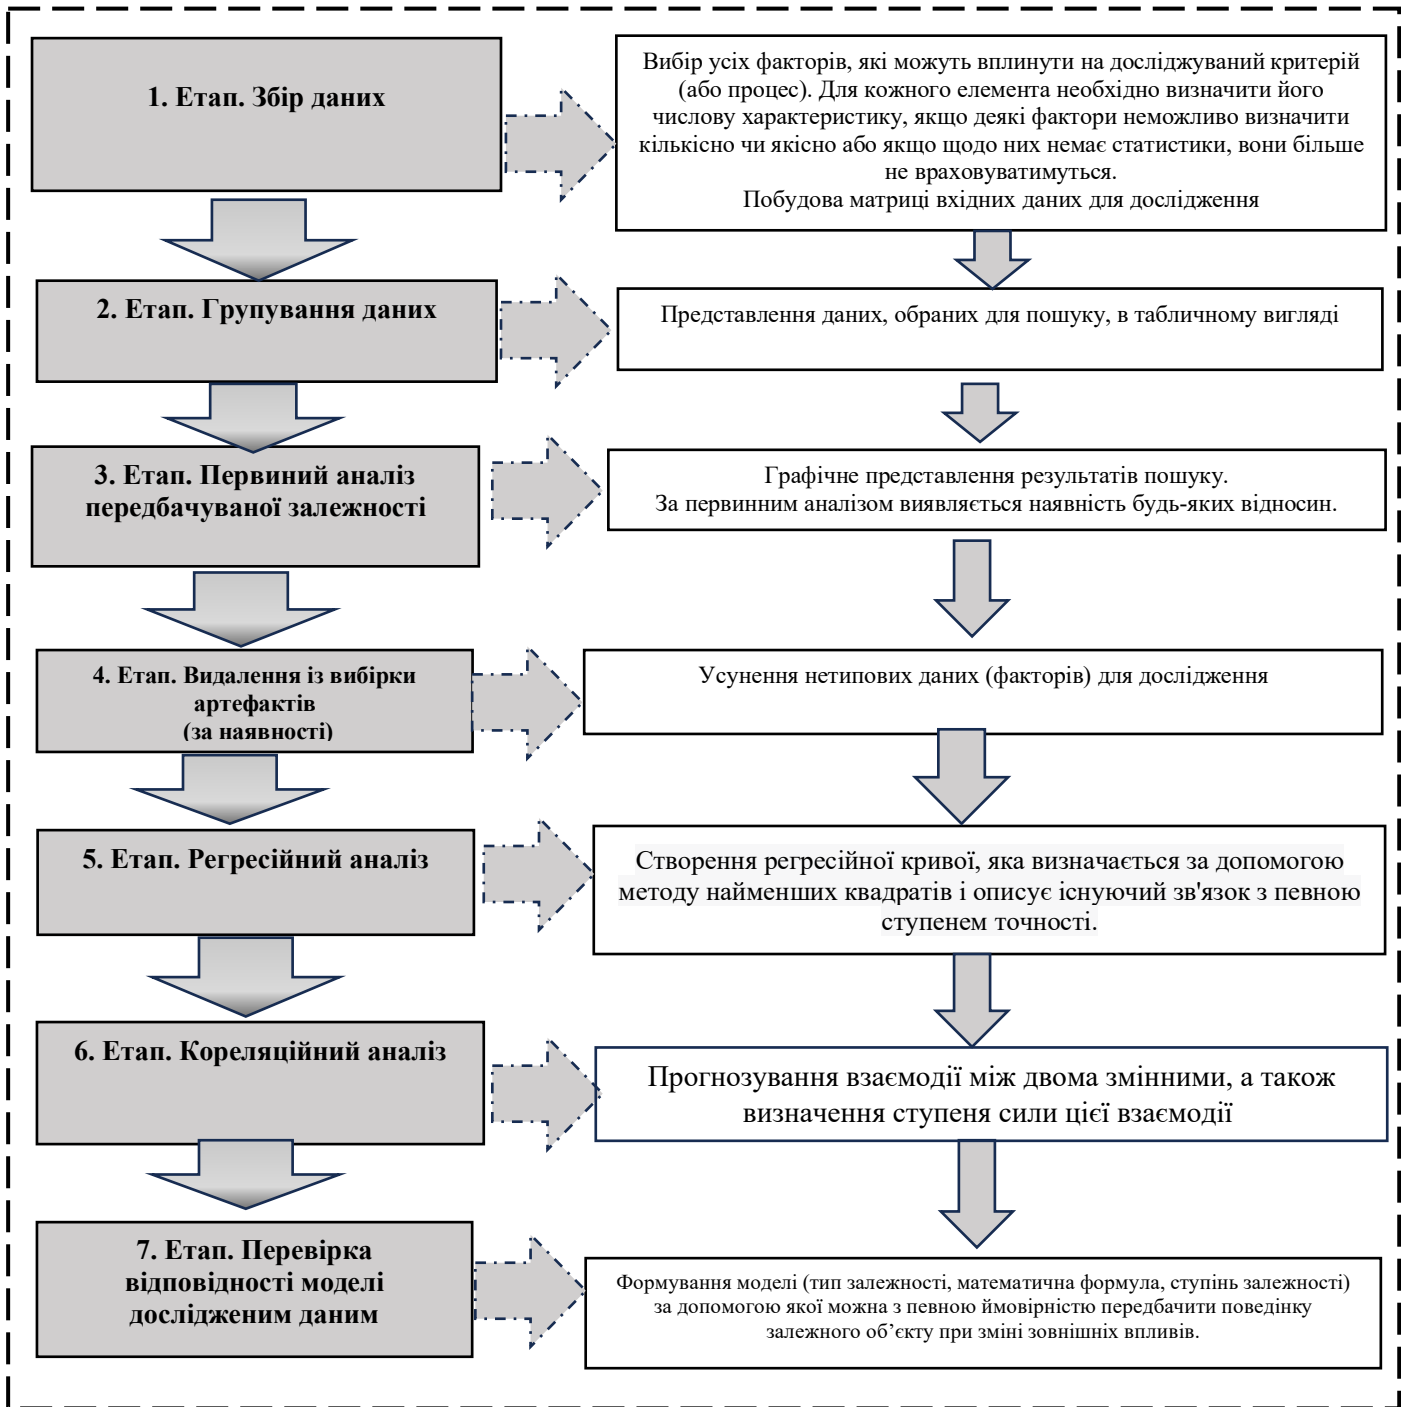 1. Етап. Збір даних
Вибір усіх факторів, які можуть вплинути на досліджуваний критерій
(або процес). Для кожного елемента необхідно визначити його
числову характеристику, якщо деякі фактори неможливо визначити
кількісно чи якісно або якщо щодо них немає статистики, вони більше
не враховуватимуться.
Побудова матриці вхідних даних для дослідження
2. Етап. Групування даних
Представлення даних, обраних для пошуку, в табличному вигляді
3. Етап. Первиний аналіз
передбачуваної залежності
Графічне представлення результатів пошуку.
За первинним аналізом виявляється наявність будь-яких відносин.
4. Етап. Видалення із вибірки
артефактів
(за наявності)
Усунення нетипових даних (факторів) для дослідження
5. Етап. Регресійний аналіз
Створення регресійної кривої, яка визначається за допомогою
методу найменших квадратів і описує існуючий зв'язок з певною
ступенем точності.
6. Етап. Кореляційний аналіз
Прогнозування взаємодії між двома змінними, а також
визначення ступеня сили цієї взаємодії
7. Етап. Перевірка
відповідності моделі
дослідженим даним
Формування моделі (тип залежності, математична формула, ступінь залежності)
за допомогою якої можна з певною ймовірністю передбачити поведінку
залежного об’єкту при зміні зовнішніх впливів.